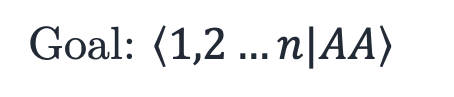 Goal: ⟨1,2 … n|AA⟩